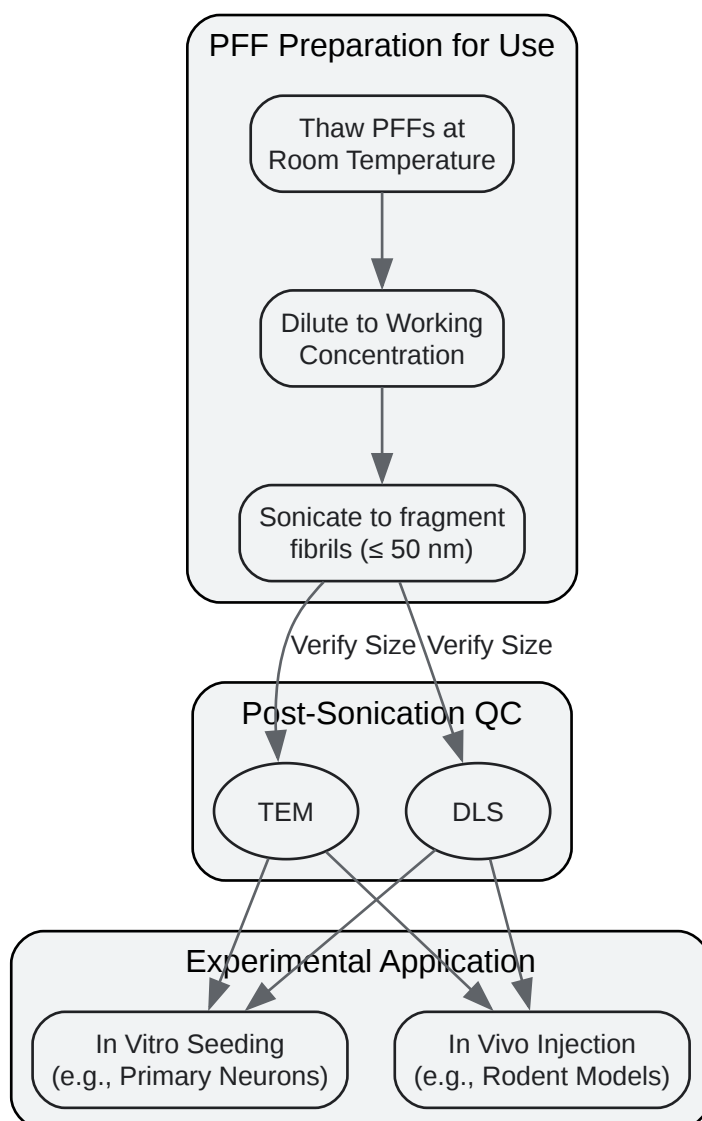 PFF Preparation for Use
Thaw PFFs at
Room Temperature
Dilute to Working
Concentration
Sonicate to fragment
fibrils (≤ 50 nm)
Verify Size
Verify Size
Post-Sonication QC
TEM
DLS
Experimental Application
In Vitro Seeding
(e.g., Primary Neurons)
In Vivo Injection
(e.g., Rodent Models)